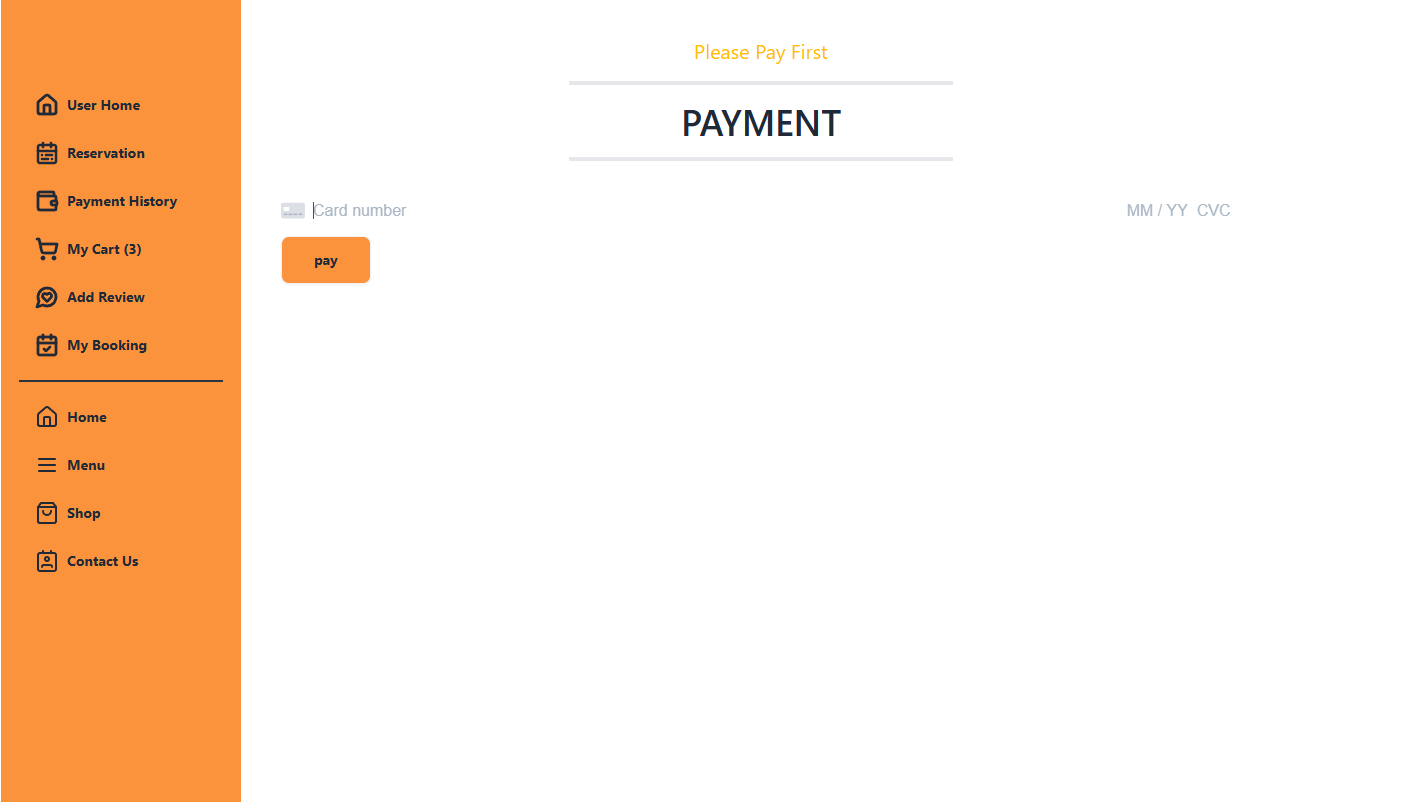 User Home
Reservation
Payment History
My Cart (3)
Add Review
My Booking
Home
Menu
Shop
Contact Us
Please Pay First
PAYMENT
Card number MM / YY CVC
pay